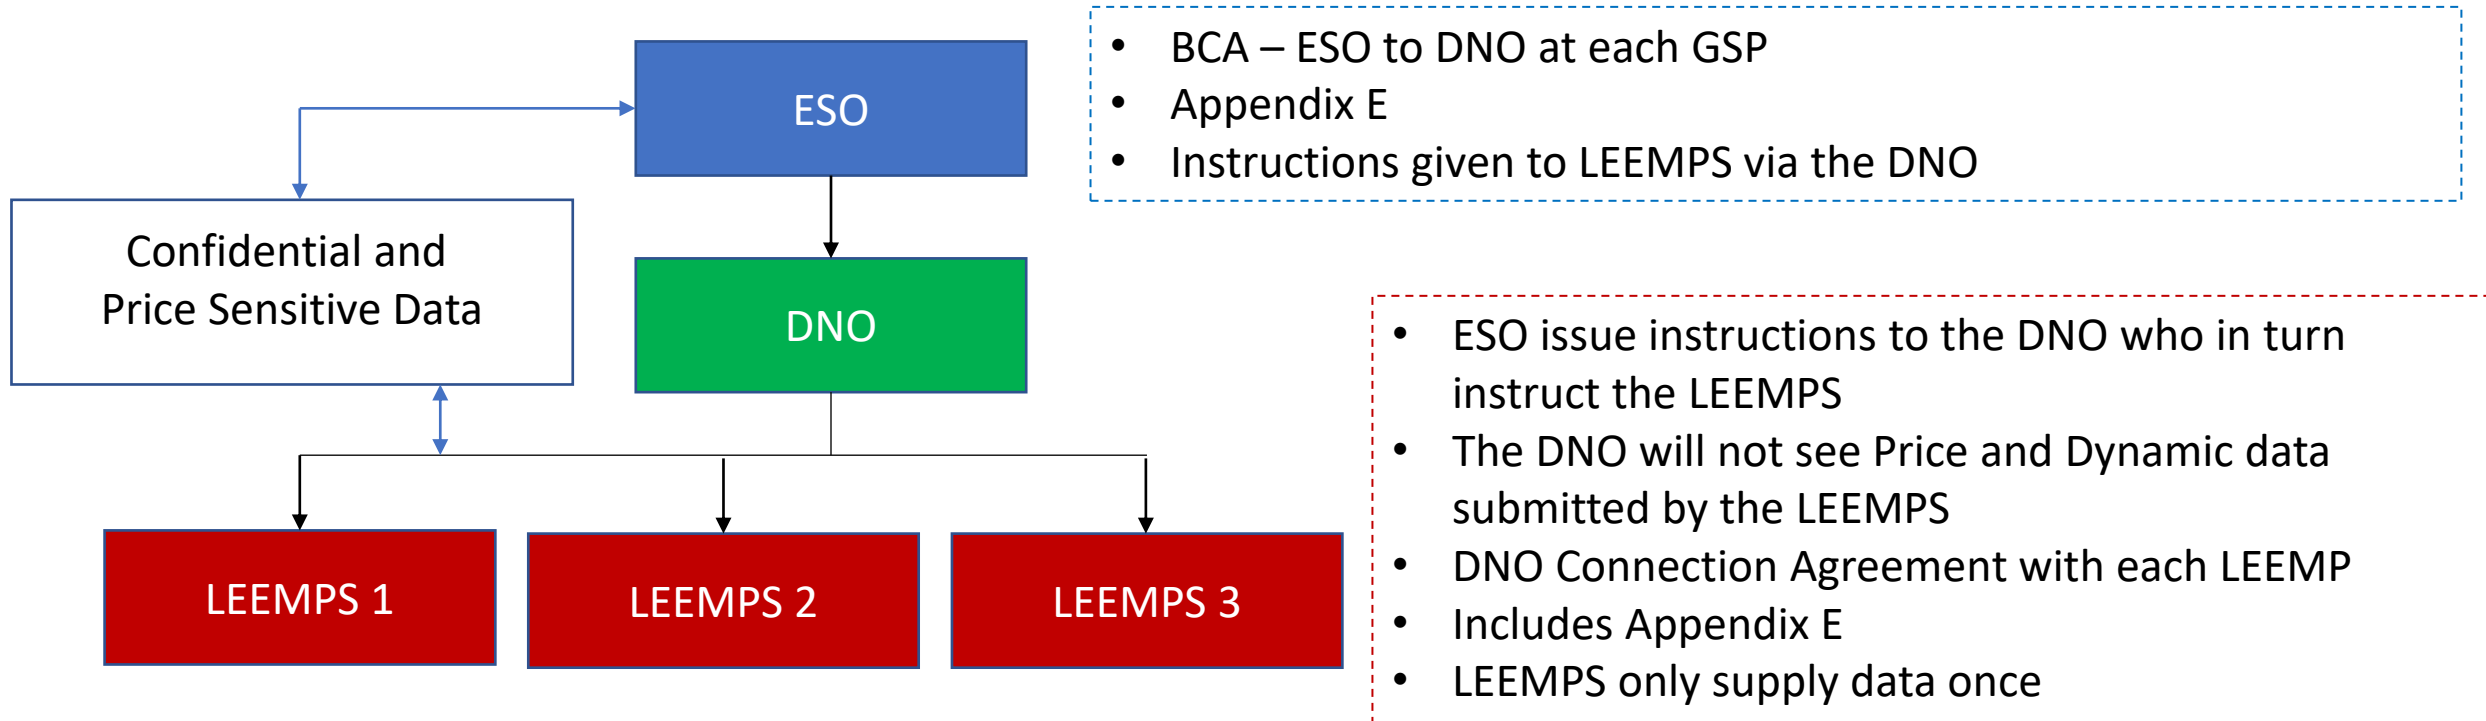 ESO
Confidential and
Price Sensitive Data
DNO
LEEMPS 1
LEEMPS 2
LEEMPS 3
• BCA – ESO to DNO at each GSP
• Appendix E
• Instructions given to LEEMPS via the DNO
• ESO issue instructions to the DNO who in turn
instruct the LEEMPS
• The DNO will not see Price and Dynamic data
submitted by the LEEMPS
• DNO Connection Agreement with each LEEMP
• Includes Appendix E
• LEEMPS only supply data once